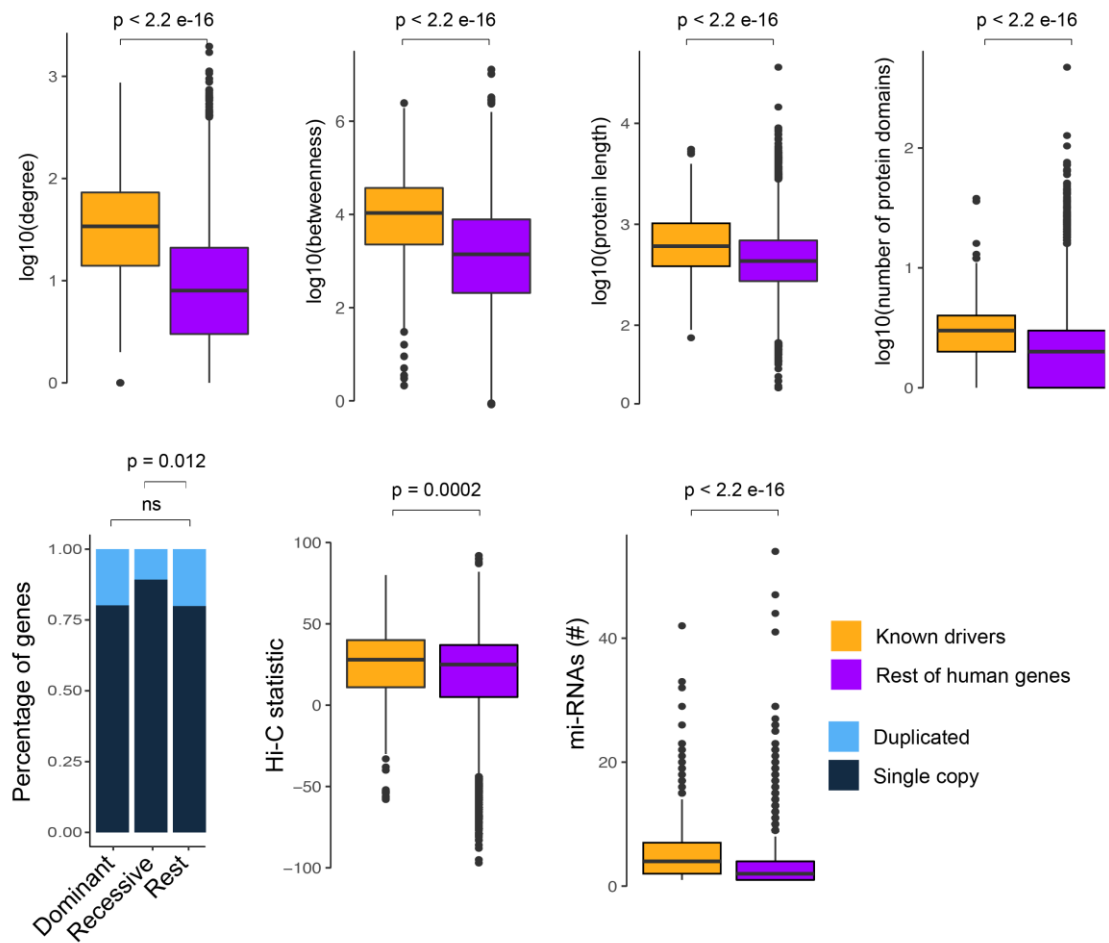 p < 2.2 e-16
log10(degree)
3
2
1
0
p < 2.2 e-16
log10(betweenness)
6
4
2
0
p < 2.2 e-16
log10(protein length)
4
3
2
0
p < 2.2 e-16
log10(number of protein domains)
2
1
0
p = 0.012
ns
Percentage of genes
1.00
0.75
0.50
0.25
0.00
Dominant
Recessive
Rest
p = 0.0002
Hi-C statistic
100
50
0
−50
−100
p < 2.2 e-16
mi-RNAs (#)
40
20
0
Known drivers
Rest of human genes
Duplicated
Single copy